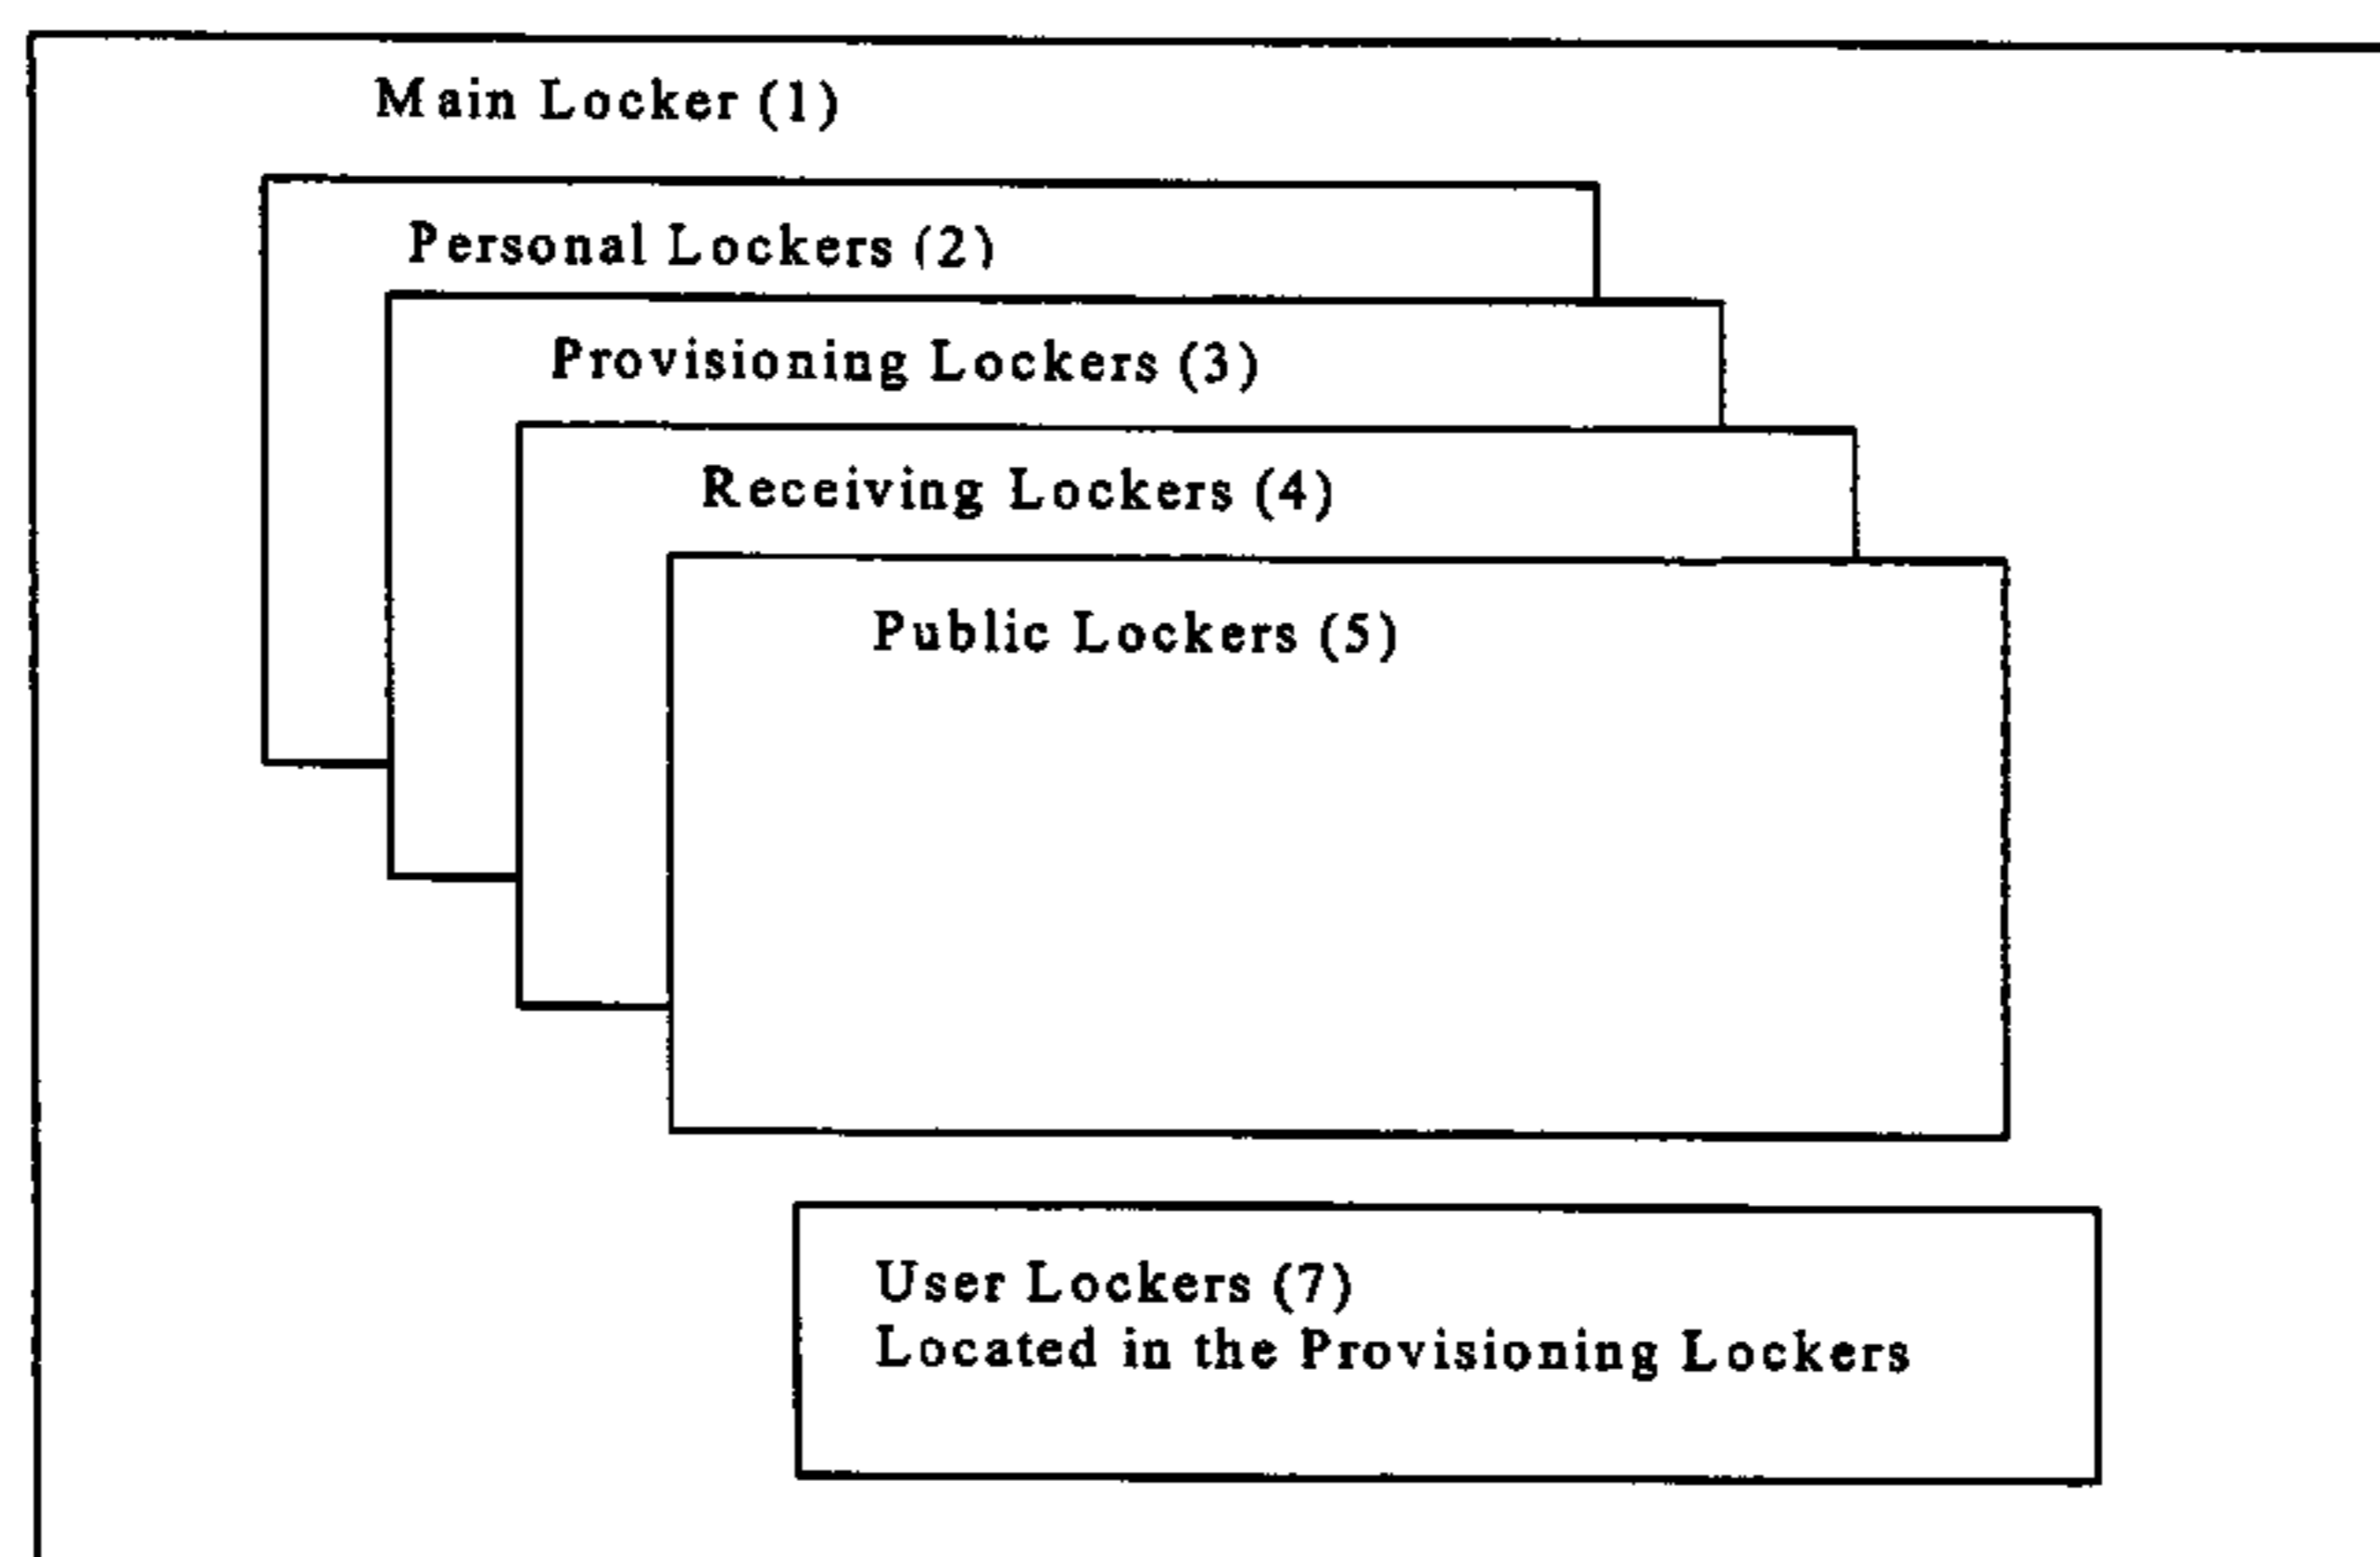 Main Locker (1)
Personal Lockers (2)
Provisioning Lockers (3)
Receiving Lockers (4)
Public Lockers (5)
User Lockers (7)
Located in the Provisioning Lockers